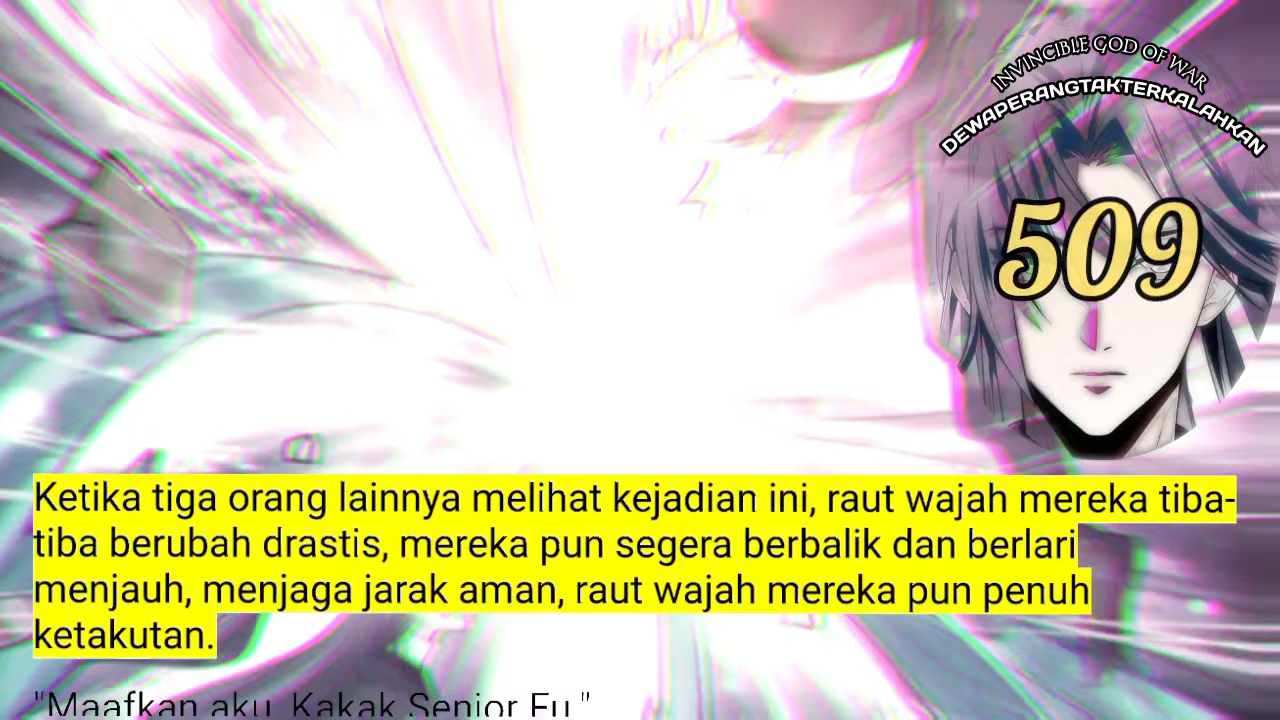 INVINCIBLE GOD OF WAR
DEWAPERANGTAKTERKALAHKAN
509
Ketika tiga orang lainnya melihat kejadian ini, raut wajah mereka tiba-
tiba berubah drastis, mereka pun segera berbalik dan berlari
menjauh, menjaga jarak aman, raut wajah mereka pun penuh
ketakutan.
"Maafkan aku, Kakak Senior Fu."